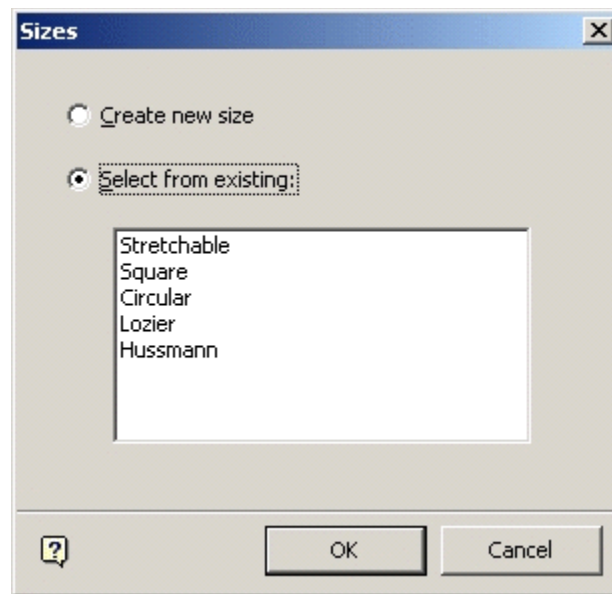 Sizes
Create new size
Select from existing:
Stretchable
Square
Circular
Lozier
Hussmann
?
OK Cancel